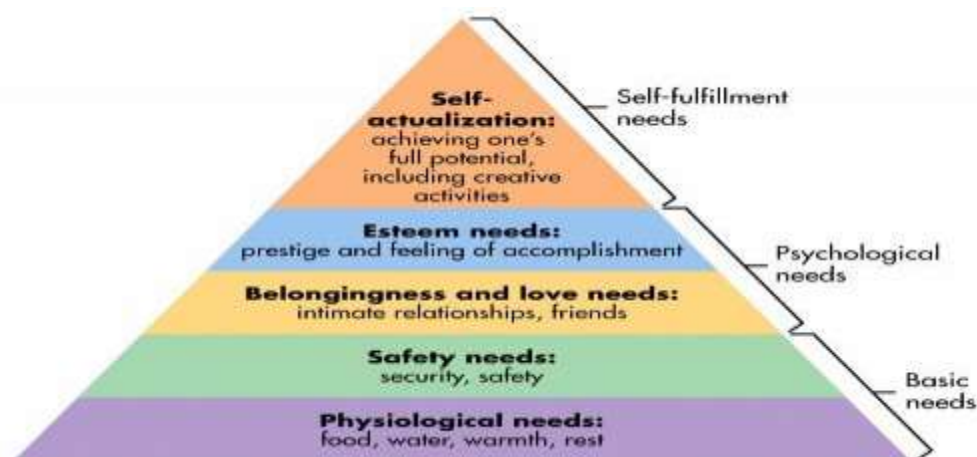 Self-
actualization:
achieving one's
full potential,
including creative
activities
Self-fulfillment
needs
Esteem needs:
prestige and feeling of accomplishment
Psychological
needs
Belongingness and love needs:
intimate relationships, friends
Safety needs:
security, safety
Basic
needs
Physiological needs:
food, water, warmth, rest